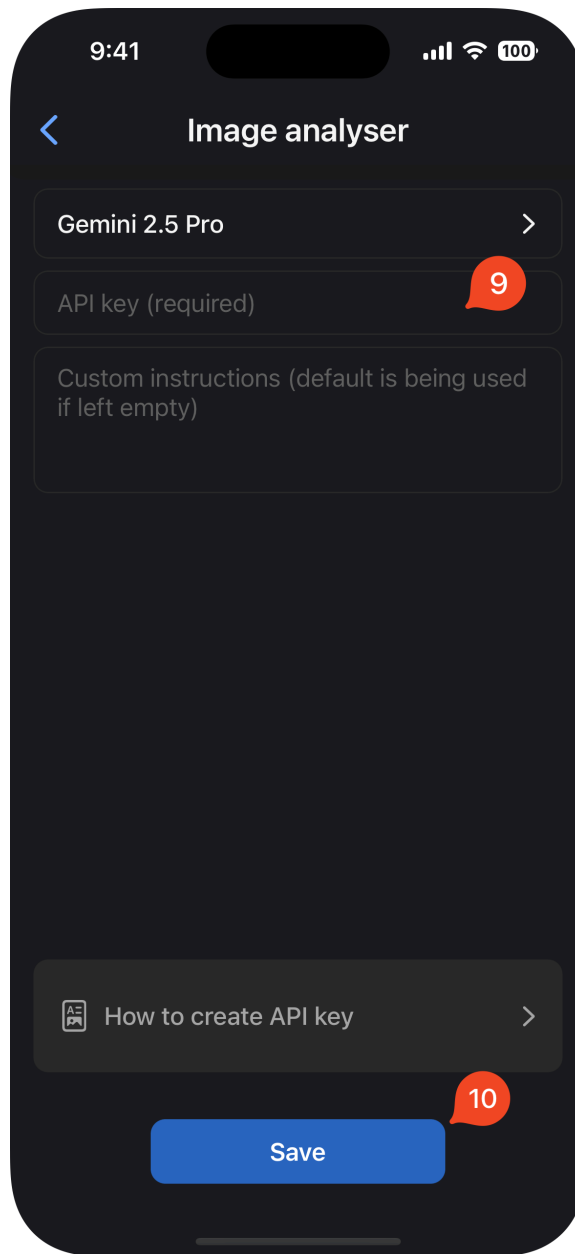 9:41
100
Image analyser
Gemini 2.5 Pro
9
API key (required)
Custom instructions (default is being used
if left empty)
How to create API key
10
Save